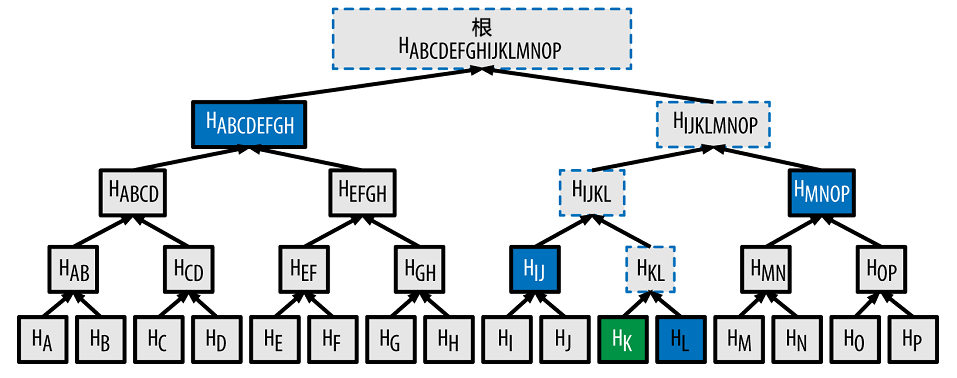 根
HABCDEFGHIJKLMNOP
HABCDEFGH
HIJKLMNOP
HABCD
HEFGH
HIJKL
HMNOP
HAB
HCD
HEF
HGH
HIJ
HKL
HMN
HOP
HA
HB
HC
HD
HE
HF
HG
HH
HI
HJ
HK
HL
HM
HN
HO
HP